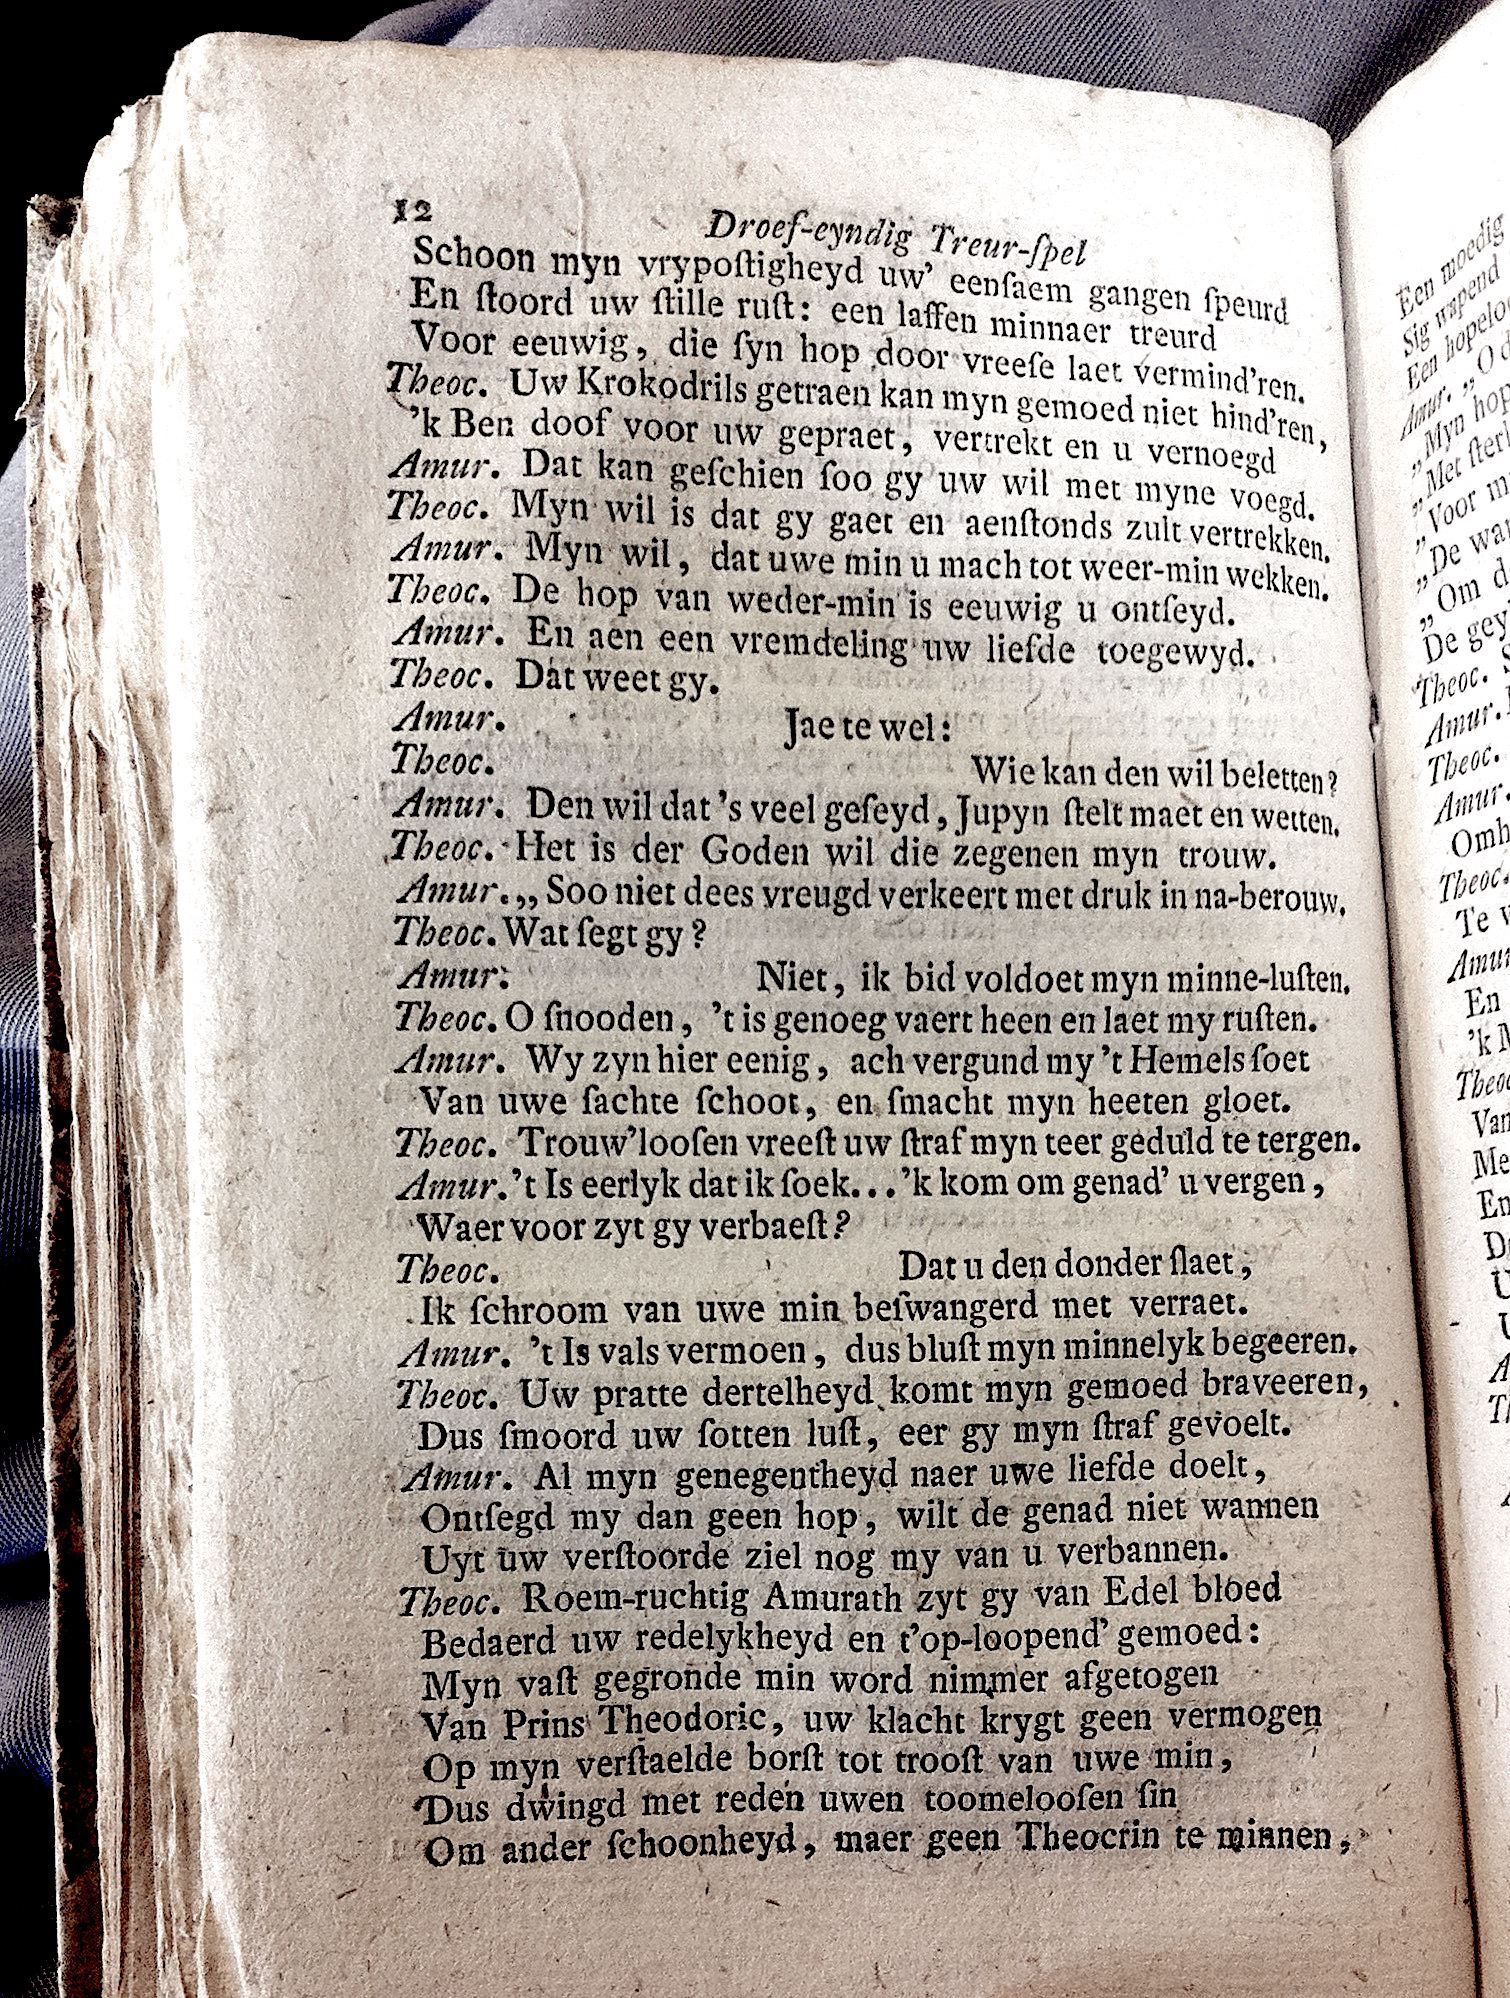 12
Droef-eyndig Treur-ſpel
Schoon myn vrypoſtigheyd uw' eenſaem gangen ſpeurd
En ſtoord uw ſtille ruſt: een laffen minnaer treurd
Voor eeuwig, die ſyn hop door vreeſe laet vermind'ren.
Theoc. Uw Krokodrils getraen kan myn gemoed niet hind'ren,
'k Ben doof voor uw gepraet, vertrekt en u vernoegd
Amur. Dat kan geſchien ſoo gy uw wil met myne voegd.
Theoc. Myn wil is dat gy gaet en aenſtonds zult vertrekken.
Amur. Myn wil, dat uwe min u mach tot weer-min wekken.
Theoc. De hop van weder-min is eeuwig u ontſeyd.
Amur. En aen een vremdeling uw liefde toegewyd.
Theoc. Dat weet gy.
Amur. Jae te wel:
Theoc. Wie kan den wil beletten?
Amur. Den wil dat 's veel geſeyd, Jupyn ſtelt maet en wetten.
Theoc. Het is der Goden wil die zegenen myn trouw.
Amur. „ Soo niet dees vreugd verkeert met druk in na-berouw.
Theoc. Wat ſegt gy?
Amur: Niet, ik bid voldoet myn minne-luſten.
Theoc. O ſnooden, 't is genoeg vaert heen en laet my ruſten.
Amur. Wy zyn hier eenig, ach vergund my 't Hemels ſoet
Van uwe ſachte ſchoot, en ſmacht myn heeten gloet.
Theoc. Trouw'looſen vreeſt uw ſtraf myn teer geduld te tergen.
Amur. 't Is eerlyk dat ik ſoek... 'k kom om genad' u vergen,
Waer voor zyt gy verbaeſt?
Theoc. Dat u den donder ſlaet,
Ik ſchroom van uwe min beſwangerd met verraet.
Amur. 't Is vals vermoen, dus bluſt myn minnelyk begeeren.
Theoc. Uw pratte dertelheyd komt myn gemoed braveeren,
Dus ſmoord uw ſotten luſt, eer gy myn ſtraf gevoelt.
Amur. Al myn genegentheyd naer uwe liefde doelt,
Ontſegd my dan geen hop, wilt de genad niet wannen
Uyt uw verſtoorde ziel nog my van u verbannen.
Theoc. Roem-ruchtig Amurath zyt gy van Edel bloed
Bedaerd uw redelykheyd en t'op-loopend' gemoed:
Myn vaſt gegronde min word nimmer afgetogen
Van Prins Theodoric, uw klacht krygt geen vermogen
Op myn verſtaelde borſt tot trooſt van uwe min,
Dus dwingd met reden uwen toomelooſen ſin
Om ander ſchoonheyd, maer geen Theocrin te minnen,
Een moedig
Sig wapend
Een hopelo
Amur. „ O d
„ Myn hop
„ Met ſterl
„ Voor m
„ De wa
„ Om d
De gey
Theoc. S
Amur.
Theoc.
Amur.
Omh
Theoc.
Te v
Amur
En
'k M
Theoc
Van
Me
En